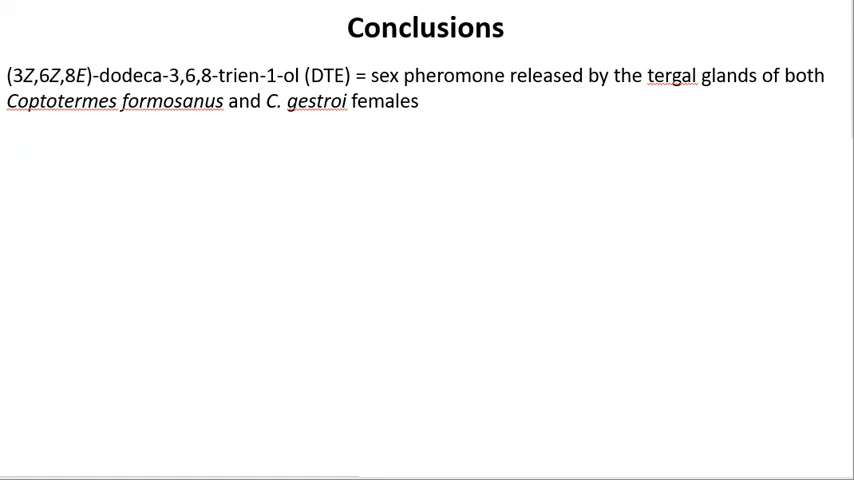 Conclusions
(3Z,6Z,8E)-dodeca-3,6,8-trien-1-ol (DTE) = sex pheromone released by the tergal glands of both
Coptotermes formosanus and C. gestroi females